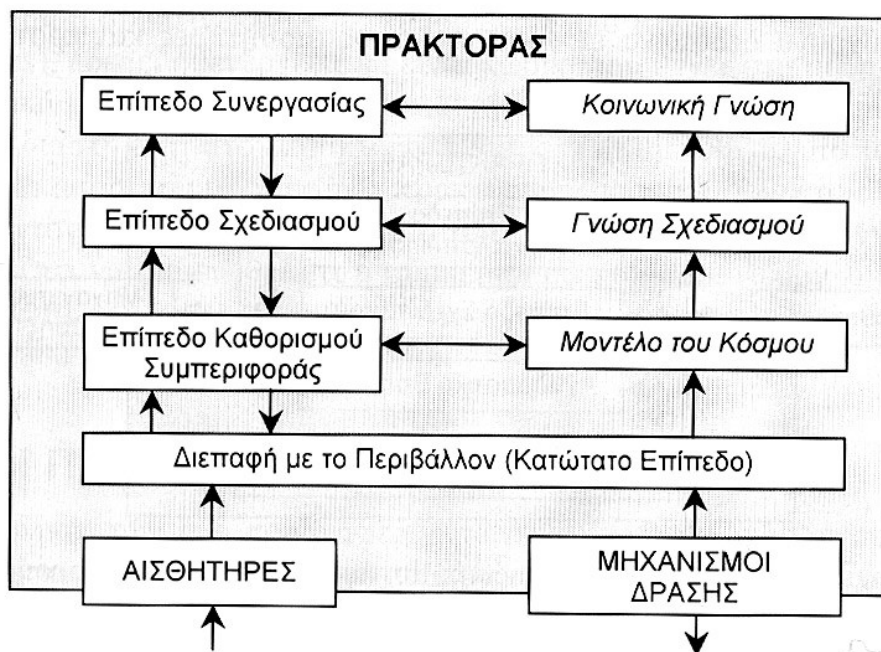 ΠΡΑΚΤΟΡΑΣ
Επίπεδο Συνεργασίας
Κοινωνική Γνώση
Επίπεδο Σχεδιασμού
Γνώση Σχεδιασμού
Επίπεδο Καθορισμού
Συμπεριφοράς
Μοντέλο του Κόσμου
Διεπαφή με το Περιβάλλον (Κατώτατο Επίπεδο)
ΑΙΣΘΗΤΗΡΕΣ
ΜΗΧΑΝΙΣΜΟΙ
ΔΡΑΣΗΣ